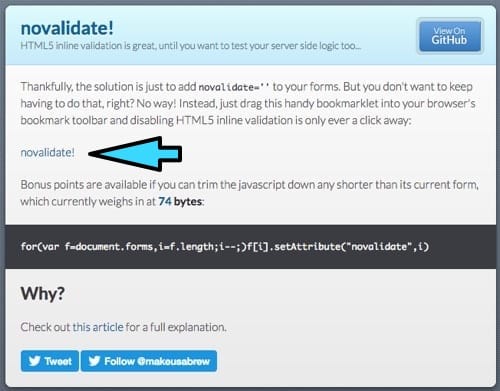 novalidate!
HTML5 inline validation is great, until you want to test your server side logic too...
View On
GitHub
Thankfully, the solution is just to add novalidate='' to your forms. But you don't want to keep
having to do that, right? No way! Instead, just drag this handy bookmarklet into your browser's
bookmark toolbar and disabling HTML5 inline validation is only ever a click away:
novalidate!
Bonus points are available if you can trim the javascript down any shorter than its current form,
which currently weighs in at 74 bytes:
for(var f=document.forms,i=f.length;i--;)f[i].setAttribute("novalidate",i)
Why?
Check out this article for a full explanation.
Tweet
Follow @makeusabrew